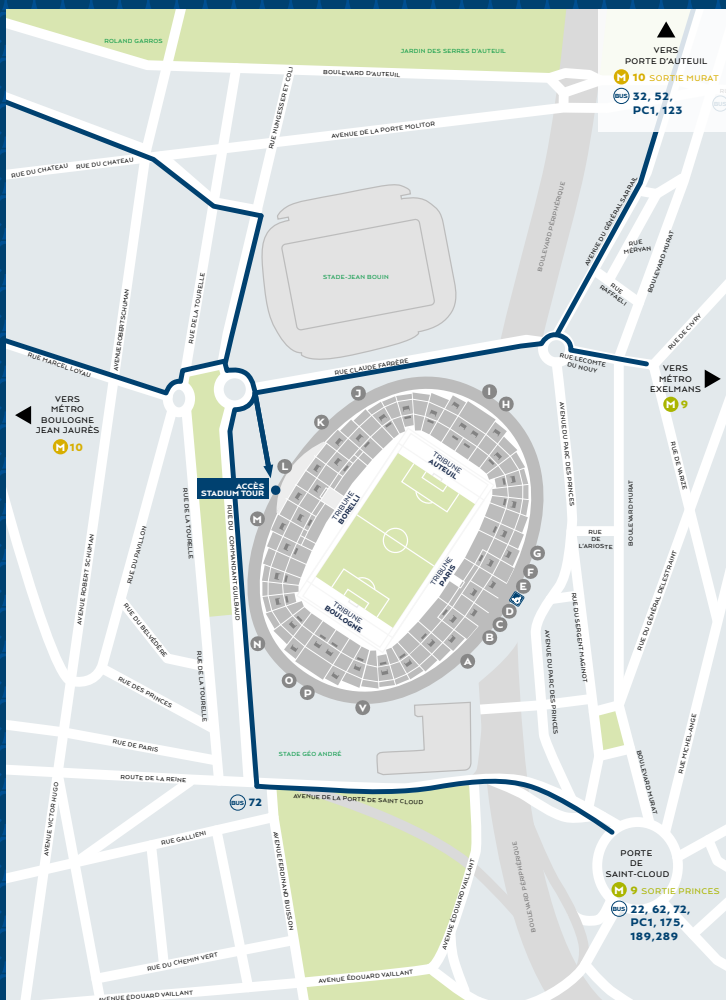 ROLAND GARROS
JARDIN DES SERRES D'AUTEUIL
BOULEVARD D'AUTEUIL
VERS
PORTE D'AUTEUIL
M 10 SORTIE MURAT
BUS 32, 52,
PC1, 123
RUE NUNGESSER ET COLI
AVENUE DE LA PORTE MOLITOR
RUE DU CHATEAU
RUE DU CHATEAU
BOULEVARD PÉRIPHÉRIQUE
AVENUE DU GÉNÉRAL SARRAIL
RUE
MÉRYAN
BOULEVARD MURAT
RUE
RAFFAELI
RUE DE CIVRY
STADE-JEAN BOUIN
AVENUE ROBERT SCHUMAN
RUE DE LA TOURELLE
RUE MARCEL LOYAU
RUE CLAUDE FARRÈRE
RUE LECOMTE
DU NOUY
VERS
MÉTRO
EXELMANS
M 9
VERS
MÉTRO
BOULOGNE
JEAN JAURÈS
M 10
J
I
H
K
L
M
N
O
P
V
A
B
C
D
E
F
G
ACCÈS
STADIUM TOUR
TRIBUNE
AUTEUIL
TRIBUNE
BORELLI
TRIBUNE
PARIS
TRIBUNE
BOULOGNE
AVENUE DU PARC DES PRINCES
RUE DE VARIZE
BOULEVARD MURAT
RUE
DE
L'ARIOSTE
RUE DE LA TOURELLE
RUE DU COMMANDANT GUILBAUD
RUE DU PAVILLON
AVENUE ROBERT SCHUMAN
RUE DU BELVÉDÈRE
RUE DU GÉNÉRAL DELESTRAINT
RUE DU SERGENT MAGINOT
AVENUE DU PARC DES PRINCES
RUE DE LA TOURELLE
RUE DES PRINCES
RUE DE PARIS
ROUTE DE LA REINE
STADE GÉO ANDRÉ
RUE MICHEL-ANGE
BOULEVARD MURAT
BUS 72
AVENUE DE LA PORTE DE SAINT CLOUD
AVENUE VICTOR HUGO
RUE GALLIENI
AVENUE FERDINAND BUISSON
BOULEVARD PÉRIPHÉRIQUE
AVENUE ÉDOUARD VAILLANT
PORTE
DE
SAINT-CLOUD
M 9 SORTIE PRINCES
BUS 22, 62, 72,
PC1, 175,
189,289
RUE DU CHEMIN VERT
AVENUE ÉDOUARD VAILLANT
AVENUE ÉDOUARD VAILLANT